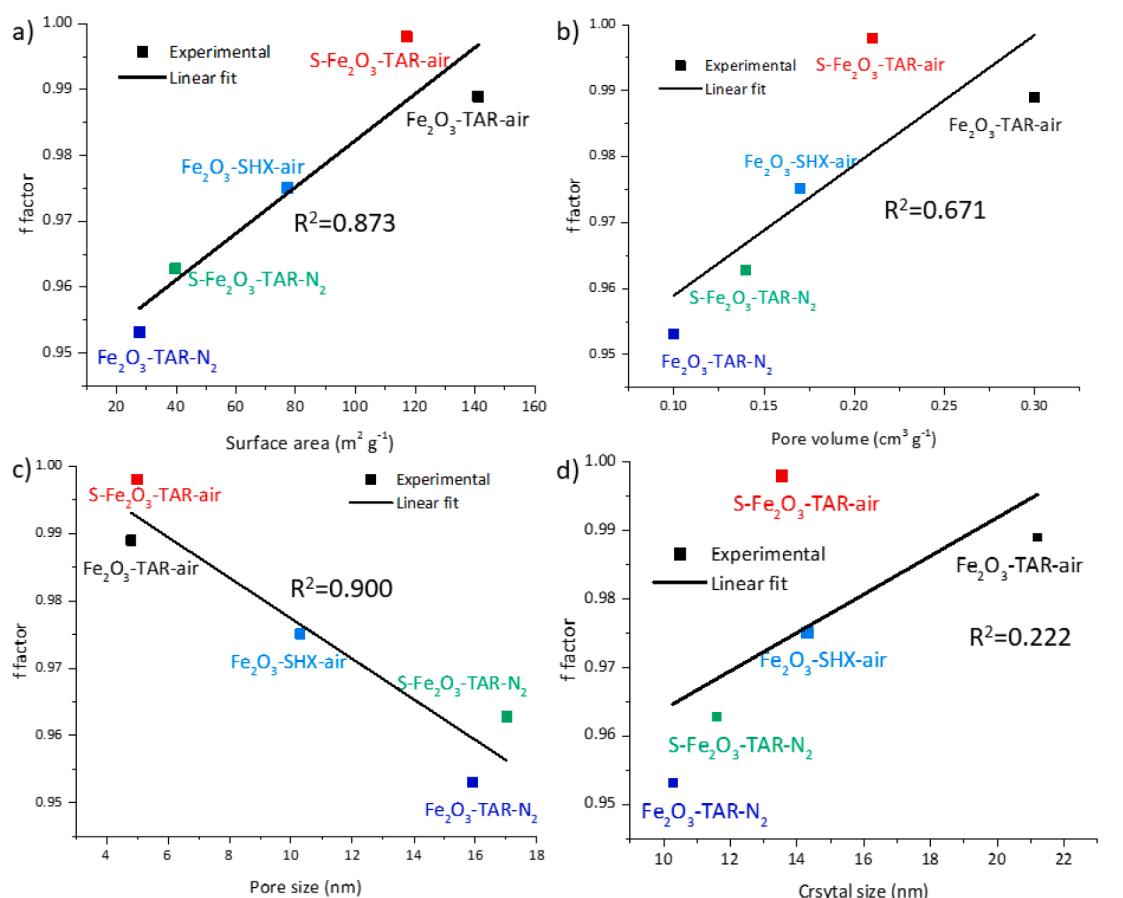 a)
1.00
0.99
0.98
0.97
0.96
0.95
f factor
Experimental
Linear fit
S-Fe₂O₃-TAR-air
Fe₂O₃-TAR-air
Fe₂O₃-SHX-air
R²=0.873
S-Fe₂O₃-TAR-N₂
Fe₂O₃-TAR-N₂
20 40 60 80 100 120 140 160
Surface area (m² g⁻¹)
b)
1.00
0.99
0.98
0.97
0.96
0.95
f factor
Experimental
Linear fit
S-Fe₂O₃-TAR-air
Fe₂O₃-TAR-air
Fe₂O₃-SHX-air
R²=0.671
S-Fe₂O₃-TAR-N₂
Fe₂O₃-TAR-N₂
0.10 0.15 0.20 0.25 0.30
Pore volume (cm³ g⁻¹)
c)
1.00
0.99
0.98
0.97
0.96
0.95
f factor
Experimental
Linear fit
S-Fe₂O₃-TAR-air
Fe₂O₃-TAR-air
R²=0.900
Fe₂O₃-SHX-air
S-Fe₂O₃-TAR-N₂
Fe₂O₃-TAR-N₂
4 6 8 10 12 14 16 18
Pore size (nm)
d)
1.00
0.99
0.98
0.97
0.96
0.95
f factor
S-Fe₂O₃-TAR-air
Experimental
Linear fit
Fe₂O₃-TAR-air
R²=0.222
Fe₂O₃-SHX-air
S-Fe₂O₃-TAR-N₂
Fe₂O₃-TAR-N₂
10 12 14 16 18 20 22
Crsytal size (nm)